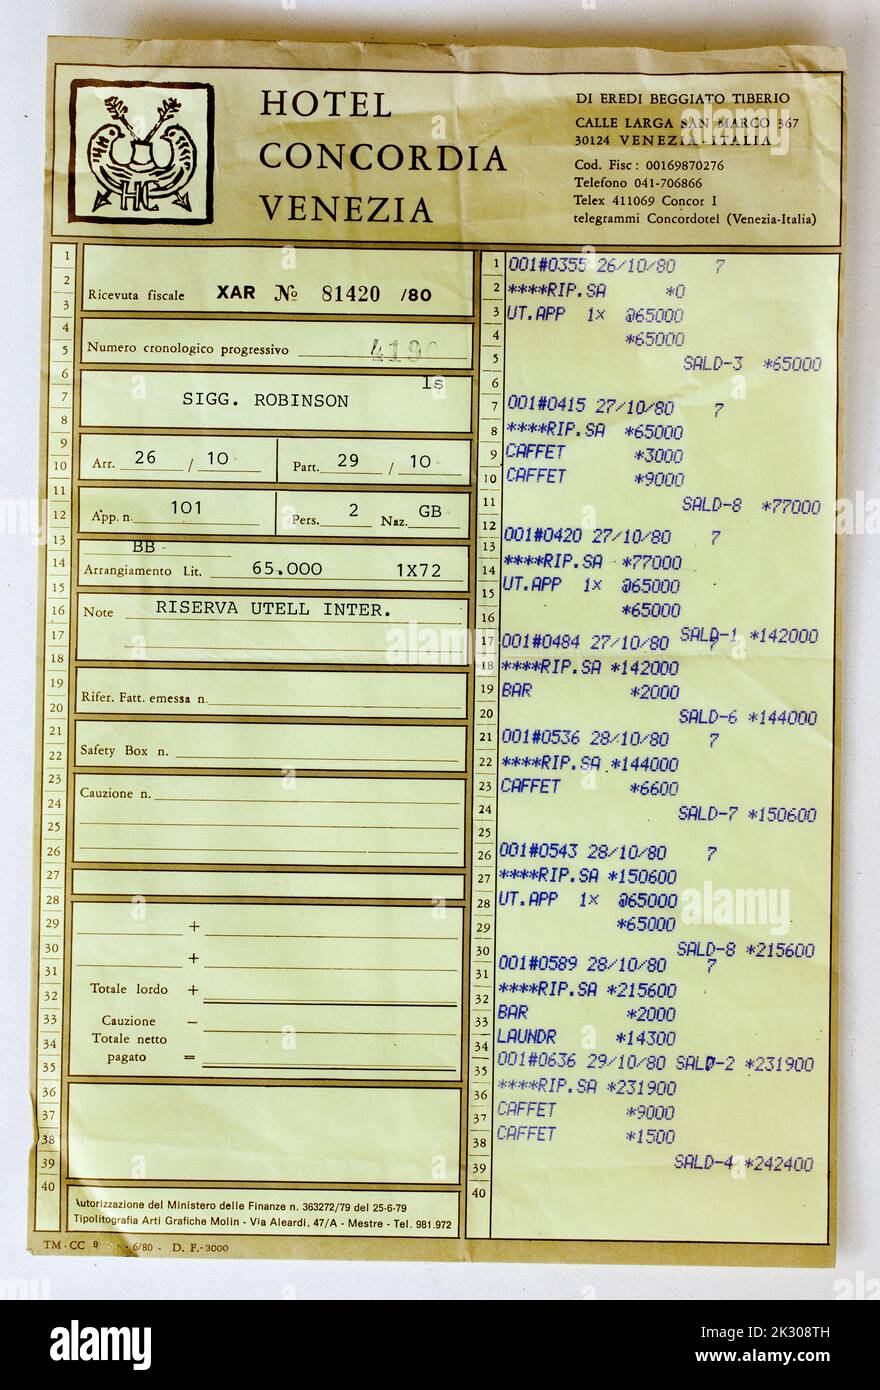 HC
HOTEL
CONCORDIA
VENEZIA
DI EREDI BEGGIATO TIBERIO
CALLE LARGA SAN MARCO 367
30124 VENEZIA - ITALIA
Cod. Fisc : 00169870276
Telefono 041-706866
Telex 411069 Concor I
telegrammi Concordotel (Venezia-Italia)
1
2
3
4
5
6
7
8
9
10
11
12
13
14
15
16
17
18
19
20
21
22
23
24
25
26
27
28
29
30
31
32
33
34
35
36
37
38
39
40
Ricevuta fiscale XAR № 81420 /80
Numero cronologico progressivo
1s
SIGG. ROBINSON
Arr. 26 / 10 Part. 29 / 10
App. n. 101 Pers. 2 Naz. GB
BB -
Arrangiamento Lit. 65.000 1X72
Note RISERVA UTELL INTER.
Rifer. Fatt. emessa n.
Safety Box n.
Cauzione n.
+
+
Totale lordo +
Cauzione −
Totale netto
pagato =
Autorizzazione del Ministero delle Finanze n. 363272/79 del 25-6-79
Tipolitografia Arti Grafiche Molin - Via Aleardi, 47/A - Mestre - Tel. 981.972
TM - CC 8 6/80 - D. F.-3000
1
2
3
4
5
6
7
8
9
10
11
12
13
14
15
16
17
18
19
20
21
22
23
24
25
26
27
28
29
30
31
32
33
34
35
36
37
38
39
40
001#0355 26/10/80 7
****RIP.SA *0
UT.APP 1× @65000
*65000
SALD-3 *65000
001#0415 27/10/80 7
****RIP.SA *65000
CAFFET *3000
CAFFET *9000
SALD-8 *77000
001#0420 27/10/80 7
****RIP.SA *77000
UT.APP 1× @65000
*65000
SALD-1 *142000
001#0484 27/10/80 7
****RIP.SA *142000
BAR *2000
SALD-6 *144000
001#0536 28/10/80 7
****RIP.SA *144000
CAFFET *6600
SALD-7 *150600
001#0543 28/10/80 7
****RIP.SA *150600
UT.APP 1× @65000
*65000
SALD-8 *215600
001#0589 28/10/80 7
****RIP.SA *215600
BAR *2000
LAUNDR *14300
001#0636 29/10/80 SALD-2 *231900
****RIP.SA *231900
CAFFET *9000
CAFFET *1500
SALD-4 *242400
alamy
alamy
alamy
alamy
Image ID: 2K308TH
www.alamy.com